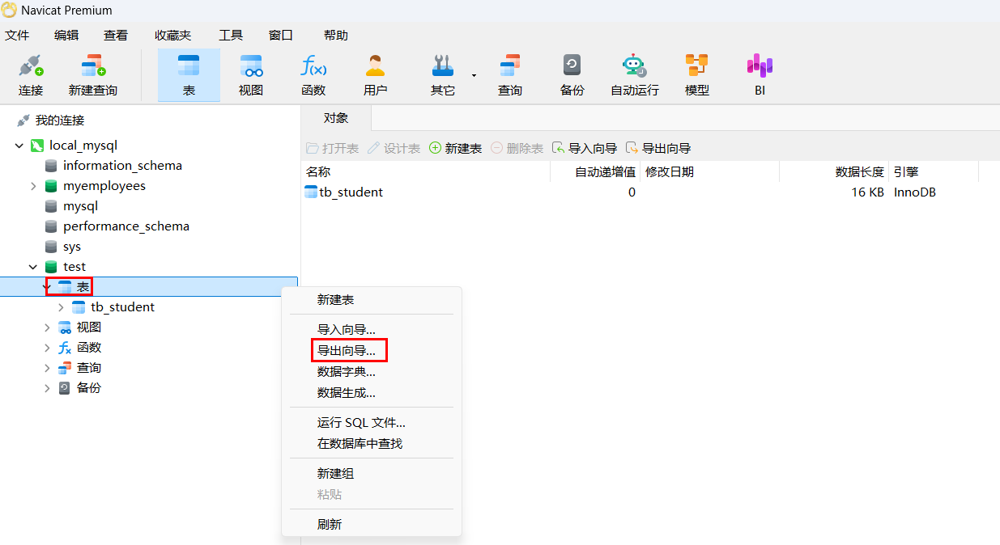 Navicat Premium
文件 编辑 查看 收藏夹 工具 窗口 帮助
连接 新建查询 表 视图 函数 用户 其它 查询 备份 自动运行 模型 BI
我的连接
local_mysql
information_schema
myemployees
mysql
performance_schema
sys
test
表
tb_student
视图
函数
查询
备份
对象
打开表 设计表 新建表 删除表 导入向导 导出向导
名称 自动递增值 修改日期 数据长度 引擎
tb_student 0 16 KB InnoDB
新建表
导入向导...
导出向导...
数据字典...
数据生成...
运行 SQL 文件...
在数据库中查找
新建组
粘贴
刷新